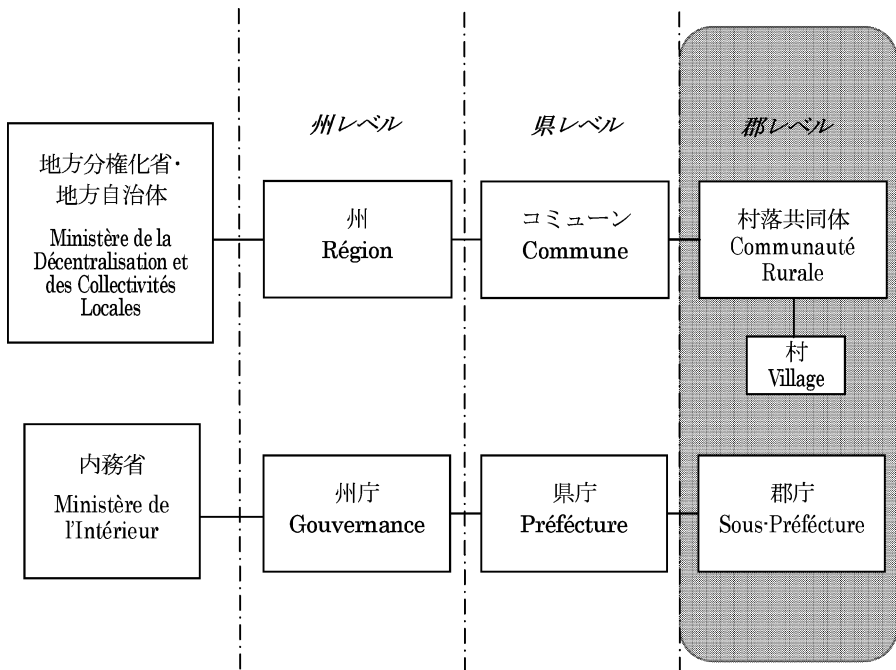 州レベル
県レベル
郡レベル
地方分権化省・
地方自治体
Ministère de la
Décentralisation et
des Collectivités
Locales
州
Région
コミューン
Commune
村落共同体
Communauté
Rurale
村
Village
内務省
Ministère de
l'Intérieur
州庁
Gouvernance
県庁
Préfécture
郡庁
Sous-Préfécture